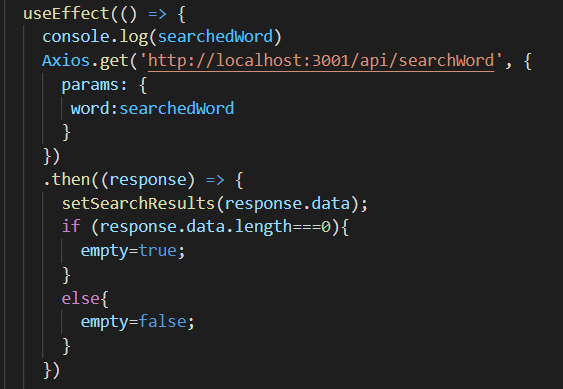 useEffect(() => {
console.log(searchedWord)
Axios.get('http://localhost:3001/api/searchWord', {
params: {
word:searchedWord
}
})
.then((response) => {
setSearchResults(response.data);
if (response.data.length===0){
empty=true;
}
else{
empty=false;
}
})